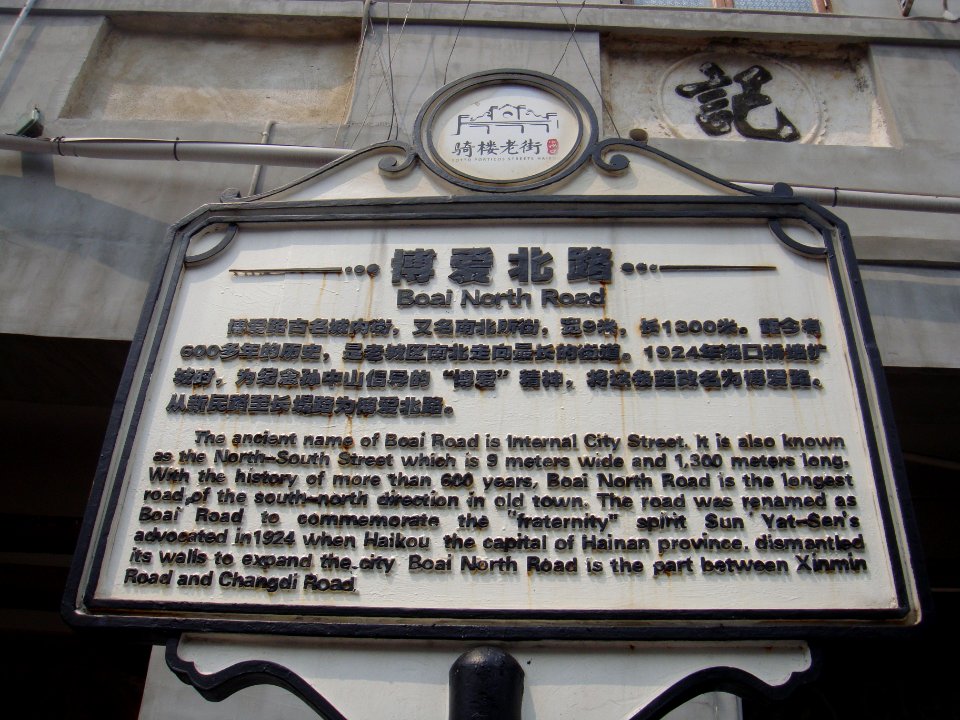 記
骑楼老街
博爱北路
Boai North Road
博爱路古名城内街，又名南北所街，宽9米，长1300米。距今有
600多年的历史，是老城区南北走向最长的街道。1924年海口拆墙扩
城时，为纪念孙中山倡导的“博爱”精神，将这条路改名为博爱路。
从新民路至长堤路为博爱北路。
The ancient name of Boai Road is Internal City Street. It is also known
as the North-South Street which is 9 meters wide and 1,300 meters long.
With the history of more than 600 years, Boai North Road is the longest
road of the south-north direction in old town. The road was renamed as
Boai Road to commemorate the "fraternity" spirit Sun Yat-Sen's
advocated in1924 when Haikou the capital of Hainan province, dismantled
its walls to expand the city Boai North Road is the part between Xinmin
Road and Changdi Road.